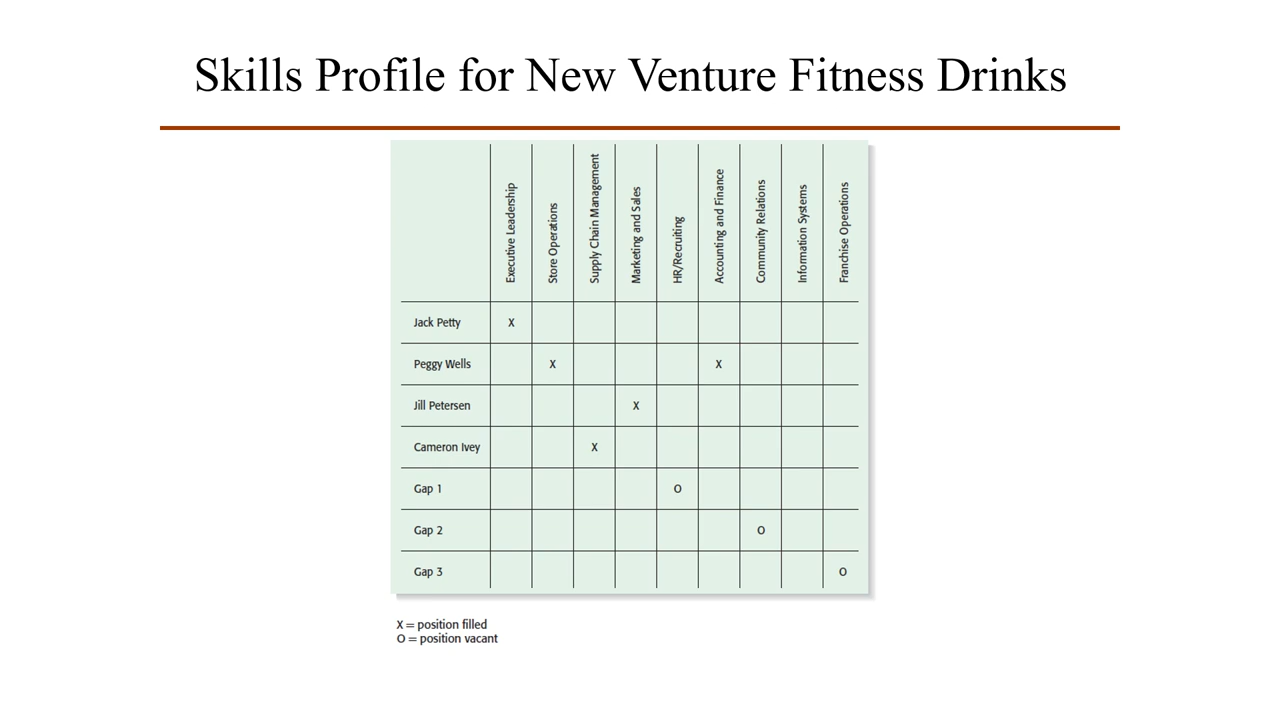 Skills Profile for New Venture Fitness Drinks
Executive Leadership
Store Operations
Supply Chain Management
Marketing and Sales
HR/Recruiting
Accounting and Finance
Community Relations
Information Systems
Franchise Operations
Jack Petty X
Peggy Wells X X
Jill Petersen X
Cameron Ivey X
Gap 1 O
Gap 2 O
Gap 3 O
X = position filled
O = position vacant